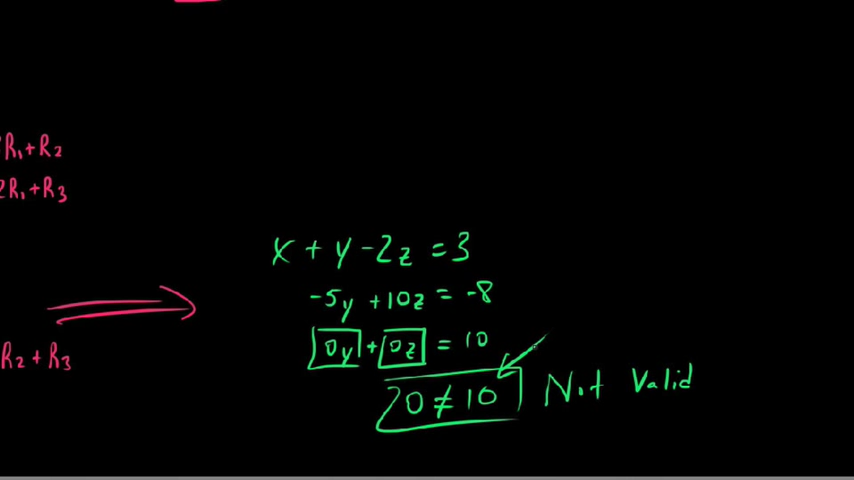 R₁+R₂
2R₁+R₃
x + y - 2z = 3
-5y + 10z = -8
R₂ + R₃
0y + 0z = 10
0 ≠ 10 Not Valid